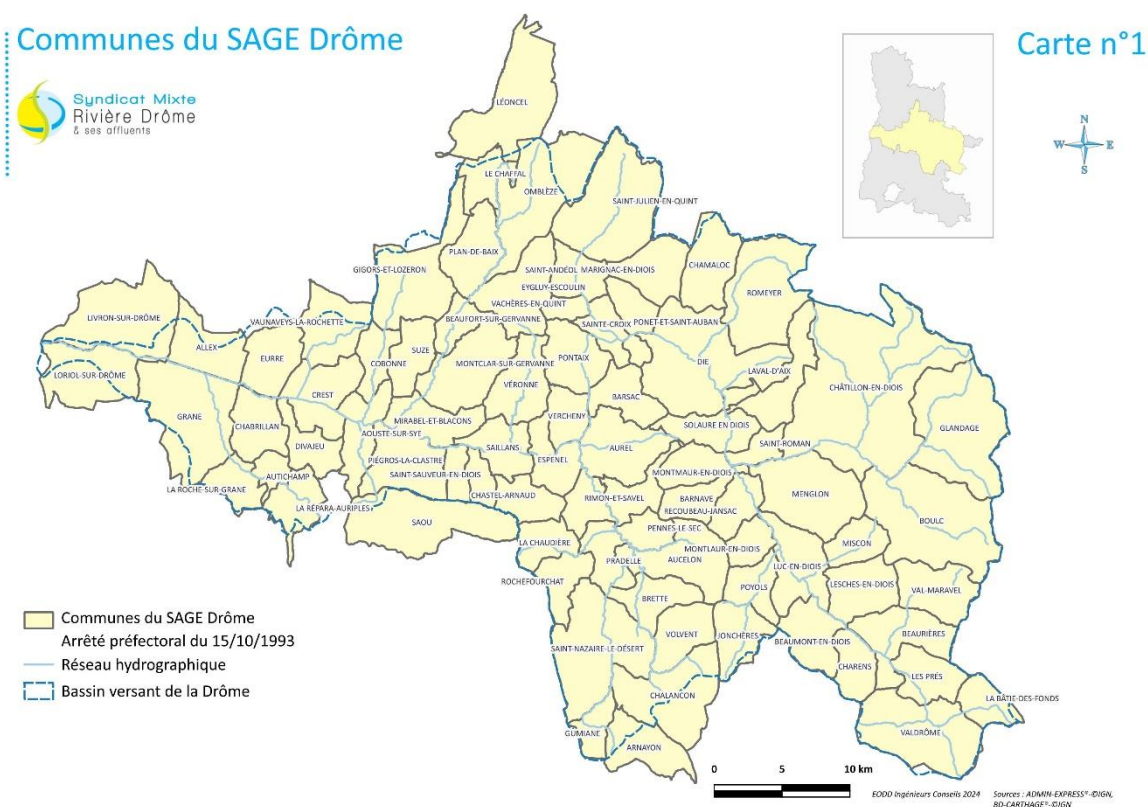 Communes du SAGE Drôme
Carte n°1
Syndicat Mixte
Rivière Drôme
& ses affluents
N
W E
S
LÉONCEL
LE CHAFFAL
OMBLÈZE
SAINT-JULIEN-EN-QUINT
PLAN-DE-BAIX
GIGORS-ET-LOZERON
SAINT-ANDÉOL
MARIGNAC-EN-DIOIS
CHAMALOC
EYGLUY-ESCOULIN
ROMEYER
VACHÈRES-EN-QUINT
LIVRON-SUR-DRÔME
VAUNAVEYS-LA-ROCHETTE
BEAUFORT-SUR-GERVANNE
SAINTE-CROIX
PONET-ET-SAINT-AUBAN
ALLEX
EURRE
COBONNE
SUZE
MONTCLAR-SUR-GERVANNE
PONTAIX
DIE
LAVAL-D'AIX
LORIOL-SUR-DRÔME
VÉRONNE
CHÂTILLON-EN-DIOIS
CREST
BARSAC
GRANE
CHABRILLAN
MIRABEL-ET-BLACONS
VERCHENY
SOLAURE EN DIOIS
GLANDAGE
AOUSTE-SUR-SYE
DIVAJEU
SAILLANS
AUREL
SAINT-ROMAN
PIÉGROS-LA-CLASTRE
ESPENEL
SAINT-SAUVEUR-EN-DIOIS
MONTMAUR-EN-DIOIS
AUTICHAMP
LA ROCHE-SUR-GRANE
CHASTEL-ARNAUD
RIMON-ET-SAVEL
BARNAVE
MENGLON
LA RÉPARA-AURIPLES
RECOUBEAU-JANSAC
SAOU
PENNES-LE-SEC
BOULC
LA CHAUDIÈRE
MONTLAUR-EN-DIOIS
MISCON
PRADELLE
AUCELON
LUC-EN-DIOIS
ROCHEFOURCHAT
POYOLS
LESCHES-EN-DIOIS
VAL-MARAVEL
BRETTE
VOLVENT
JONCHÈRES
BEAURIÈRES
SAINT-NAZAIRE-LE-DÉSERT
BEAUMONT-EN-DIOIS
CHARENS
LES PRÉS
CHALANCON
LA BÂTIE-DES-FONDS
VALDRÔME
GUMIANE
ARNAYON
Communes du SAGE Drôme
Arrêté préfectoral du 15/10/1993
Réseau hydrographique
Bassin versant de la Drôme
0 5 10 km
EODD Ingénieurs Conseils 2024
Sources : ADMIN-EXPRESS®-©IGN,
BD-CARTHAGE®-©IGN